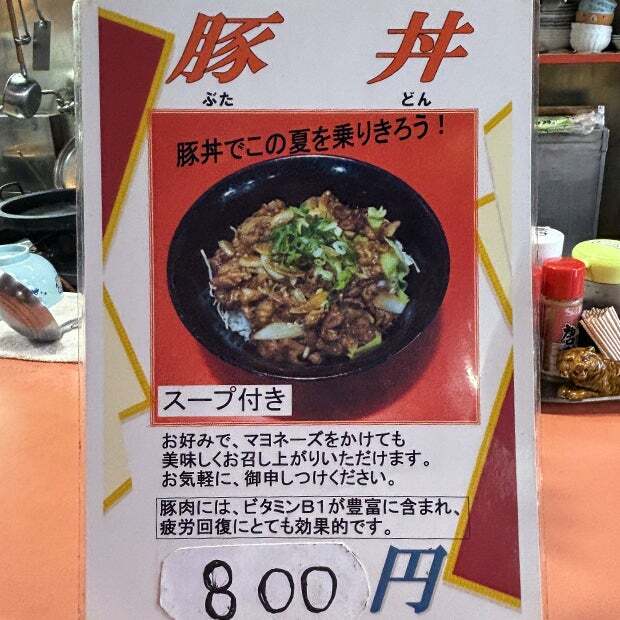 豚 丼
ぶた どん
豚丼でこの夏を乗りきろう！
スープ付き
お好みで、マヨネーズをかけても
美味しくお召し上がりいただけます。
お気軽に、御申しつけください。
豚肉には、ビタミンB1が豊富に含まれ、
疲労回復にとても効果的です。
800 円